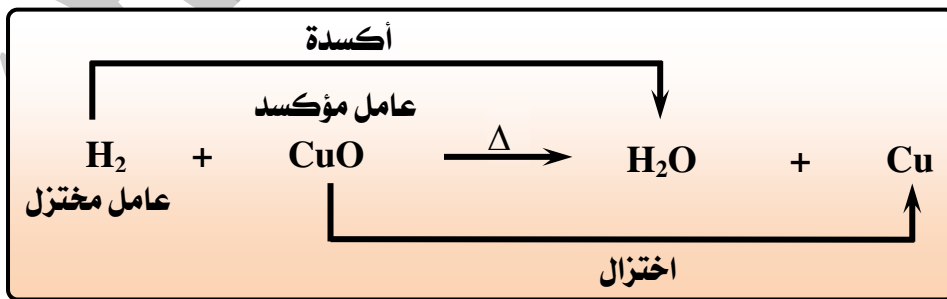 أكسدة
عامل مؤكسد
H₂ + CuO Δ H₂O + Cu
عامل مختزل
اختزال